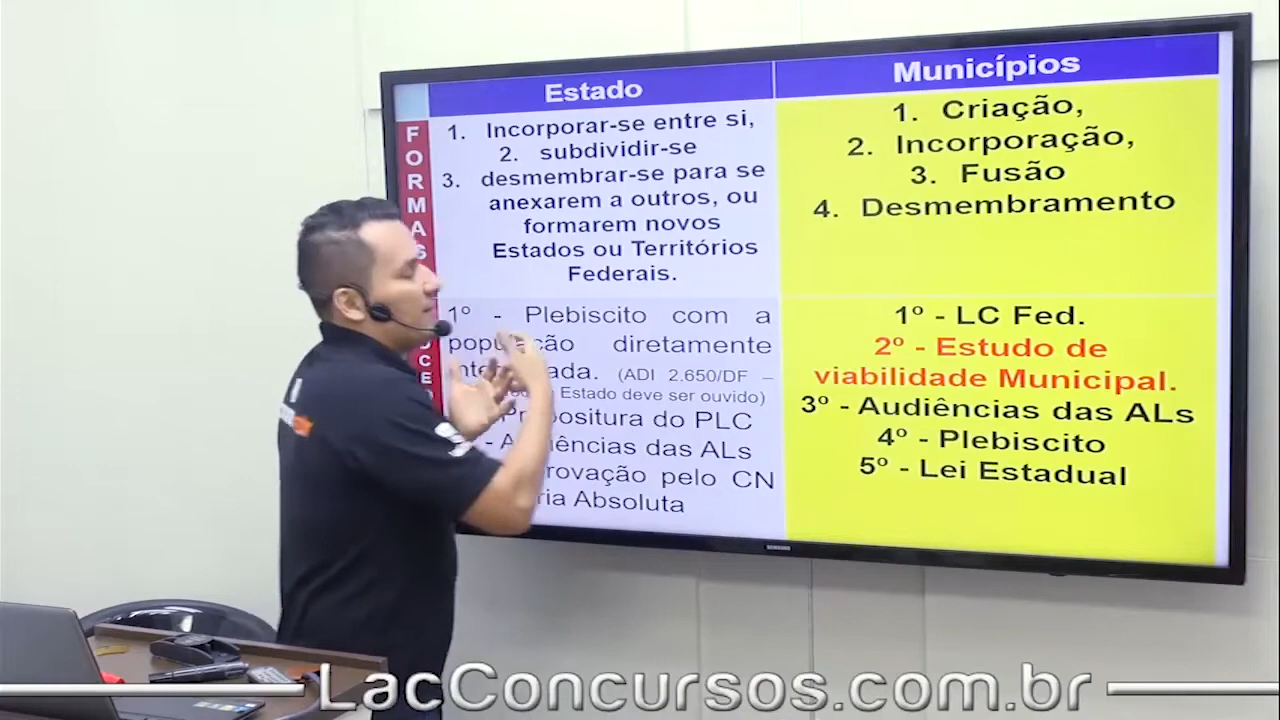 Estado
Municípios
FORMAS
1. Incorporar-se entre si,
2. subdividir-se
3. desmembrar-se para se
anexarem a outros, ou
formarem novos
Estados ou Territórios
Federais.
1. Criação,
2. Incorporação,
3. Fusão
4. Desmembramento
1º - Plebiscito com a
população diretamente
(ADI 2.650/DF –
Estado deve ser ouvido)
do PLC
- Audiências das ALs
pelo CN
Absoluta
1º - LC Fed.
2º - Estudo de
viabilidade Municipal.
3º - Audiências das ALs
4º - Plebiscito
5º - Lei Estadual
SAMSUNG
LacConcursos.com.br